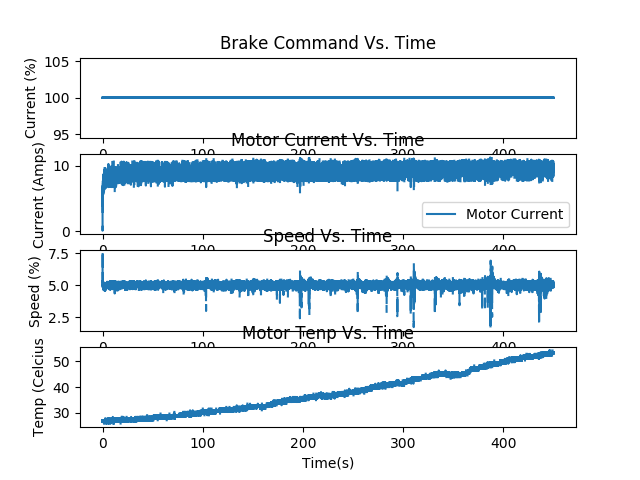 Brake Command Vs. Time
Current (%)
105
100
95
0 100 200 300 400
Motor Current Vs. Time
Current (Amps)
10
0
Motor Current
0 100 200 300 400
Speed Vs. Time
Speed (%)
7.5
5.0
2.5
0 100 200 300 400
Motor Tenp Vs. Time
Temp (Celcius
50
40
30
0 100 200 300 400
Time(s)